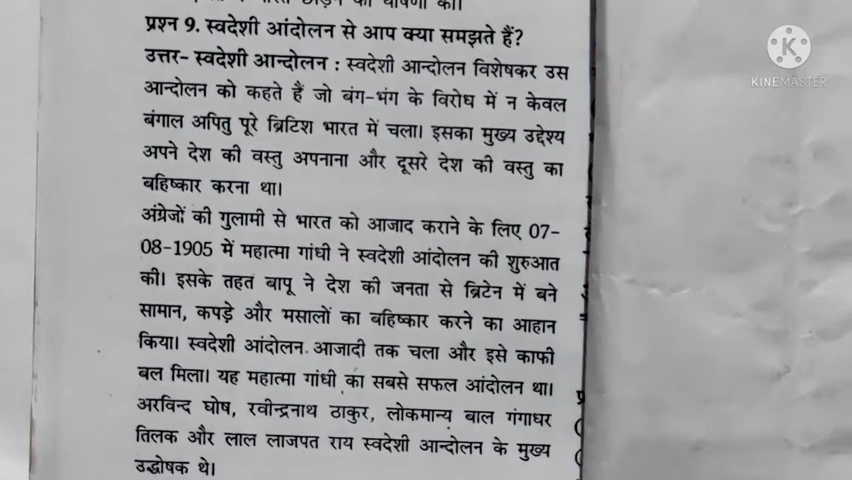 प्रश्न 9. स्वदेशी आंदोलन से आप क्या समझते हैं?
उत्तर- स्वदेशी आन्दोलन : स्वदेशी आन्दोलन विशेषकर उस
आन्दोलन को कहते हैं जो बंग-भंग के विरोध में न केवल
बंगाल अपितु पूरे ब्रिटिश भारत में चला। इसका मुख्य उद्देश्य
अपने देश की वस्तु अपनाना और दूसरे देश की वस्तु का
बहिष्कार करना था।
अंग्रेजों की गुलामी से भारत को आजाद कराने के लिए 07-
08-1905 में महात्मा गांधी ने स्वदेशी आंदोलन की शुरुआत
की। इसके तहत बापू ने देश की जनता से ब्रिटेन में बने
सामान, कपड़े और मसालों का बहिष्कार करने का आहान
किया। स्वदेशी आंदोलन आजादी तक चला और इसे काफी
बल मिला। यह महात्मा गांधी का सबसे सफल आंदोलन था।
अरविन्द घोष, रवीन्द्रनाथ ठाकुर, लोकमान्य बाल गंगाधर
तिलक और लाल लाजपत राय स्वदेशी आन्दोलन के मुख्य
उद्घोषक थे।
K
KINEMASTER